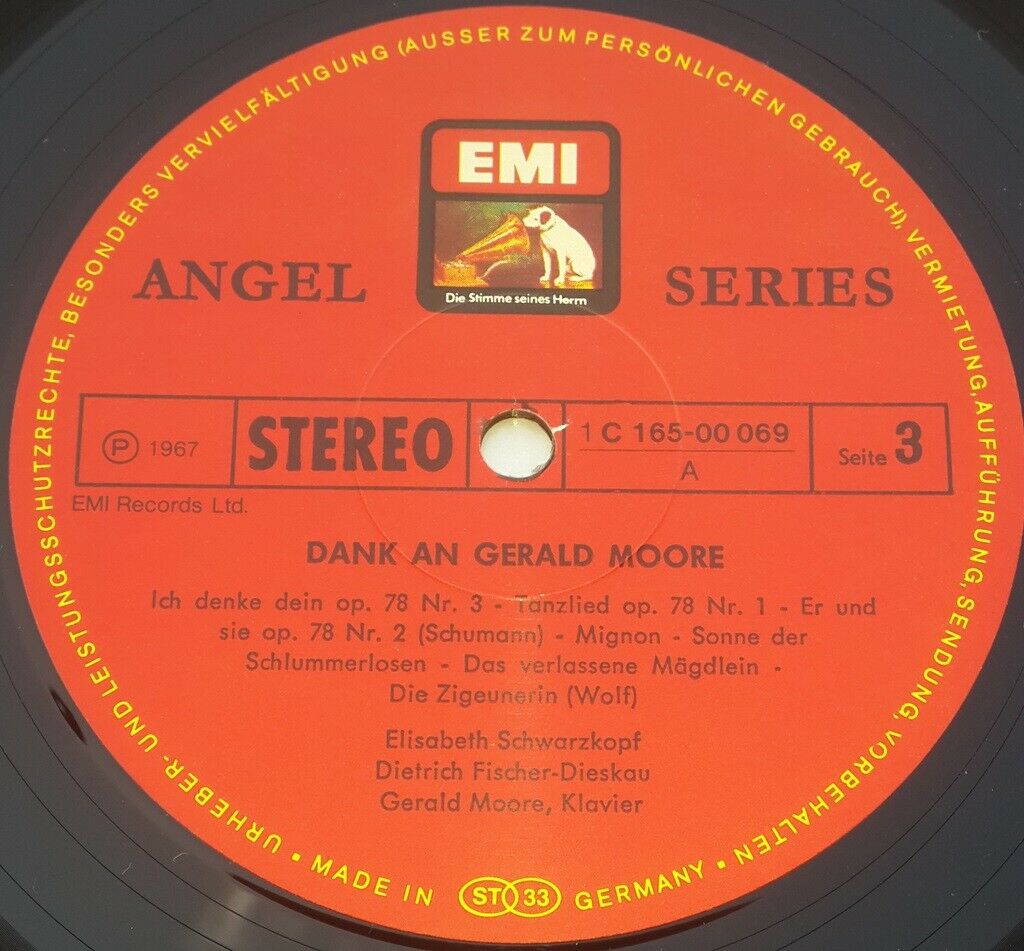 URHEBER- UND LEISTUNGSSCHUTZRECHTE, BESONDERS VERVIELFÄLTIGUNG (AUSSER ZUM PERSÖNLICHEN GEBRAUCH), VERMIETUNG, AUFFÜHRUNG, SENDUNG, VORBEHALTEN
EMI
Die Stimme seines Herrn
ANGEL SERIES
Ⓟ 1967
STEREO
1 C 165-00 069
A
Seite 3
EMI Records Ltd.
DANK AN GERALD MOORE
Ich denke dein op. 78 Nr. 3 - Tanzlied op. 78 Nr. 1 - Er und
sie op. 78 Nr. 2 (Schumann) - Mignon - Sonne der
Schlummerlosen - Das verlassene Mägdlein -
Die Zigeunerin (Wolf)
Elisabeth Schwarzkopf
Dietrich Fischer-Dieskau
Gerald Moore, Klavier
▪ MADE IN ST 33 GERMANY ▪